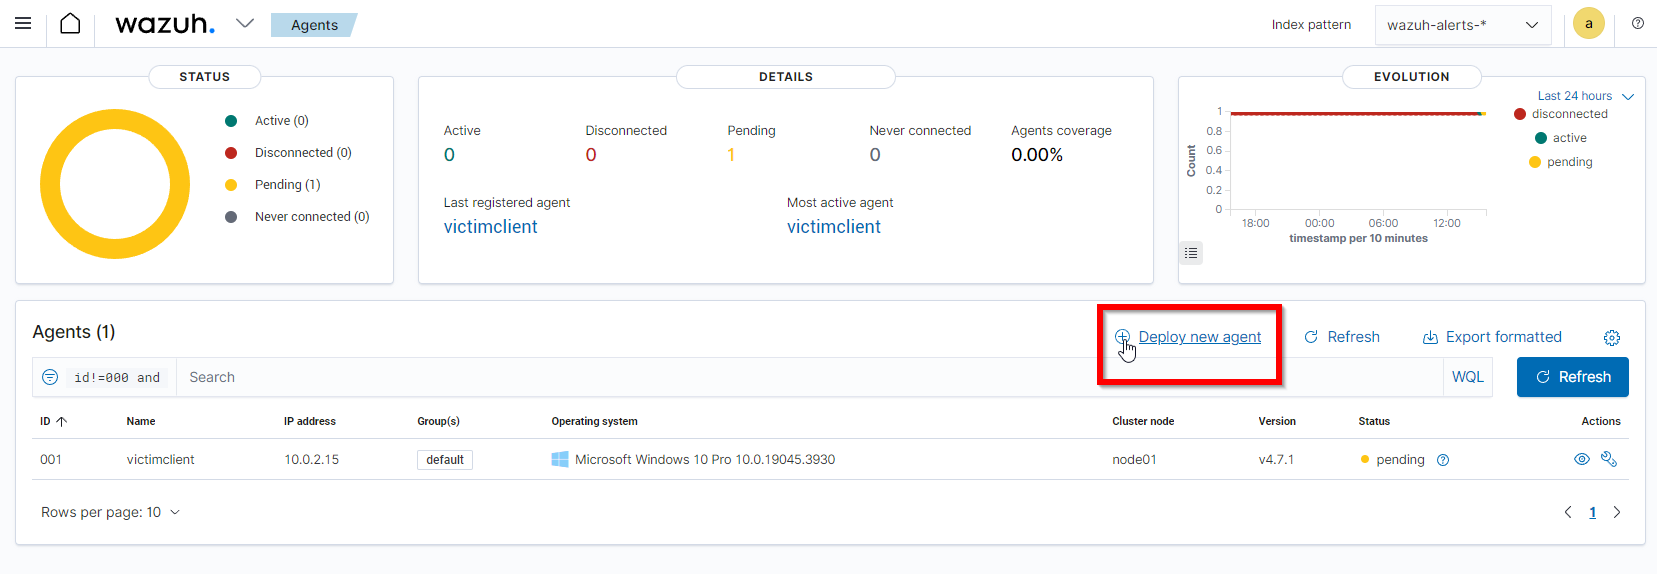 wazuh.
Agents
Index pattern
wazuh-alerts-*
a
STATUS
Active (0)
Disconnected (0)
Pending (1)
Never connected (0)
DETAILS
Active
0
Disconnected
0
Pending
1
Never connected
0
Agents coverage
0.00%
Last registered agent
victimclient
Most active agent
victimclient
EVOLUTION
Last 24 hours
disconnected
active
pending
Count
1
0.8
0.6
0.4
0.2
0
18:00 00:00 06:00 12:00
timestamp per 10 minutes
Agents (1)
Deploy new agent
Refresh
Export formatted
id!=000 and
Search
WQL
Refresh
ID Name IP address Group(s) Operating system Cluster node Version Status Actions
001 victimclient 10.0.2.15 default Microsoft Windows 10 Pro 10.0.19045.3930 node01 v4.7.1 pending
Rows per page: 10
1